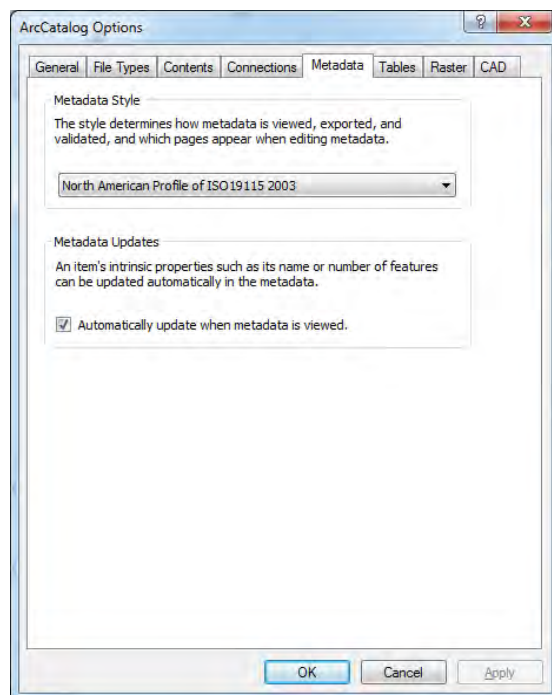 ArcCatalog Options
?
X
General File Types Contents Connections Metadata Tables Raster CAD
Metadata Style
The style determines how metadata is viewed, exported, and
validated, and which pages appear when editing metadata.
North American Profile of ISO19115 2003
Metadata Updates
An item's intrinsic properties such as its name or number of features
can be updated automatically in the metadata.
Automatically update when metadata is viewed.
OK Cancel Apply